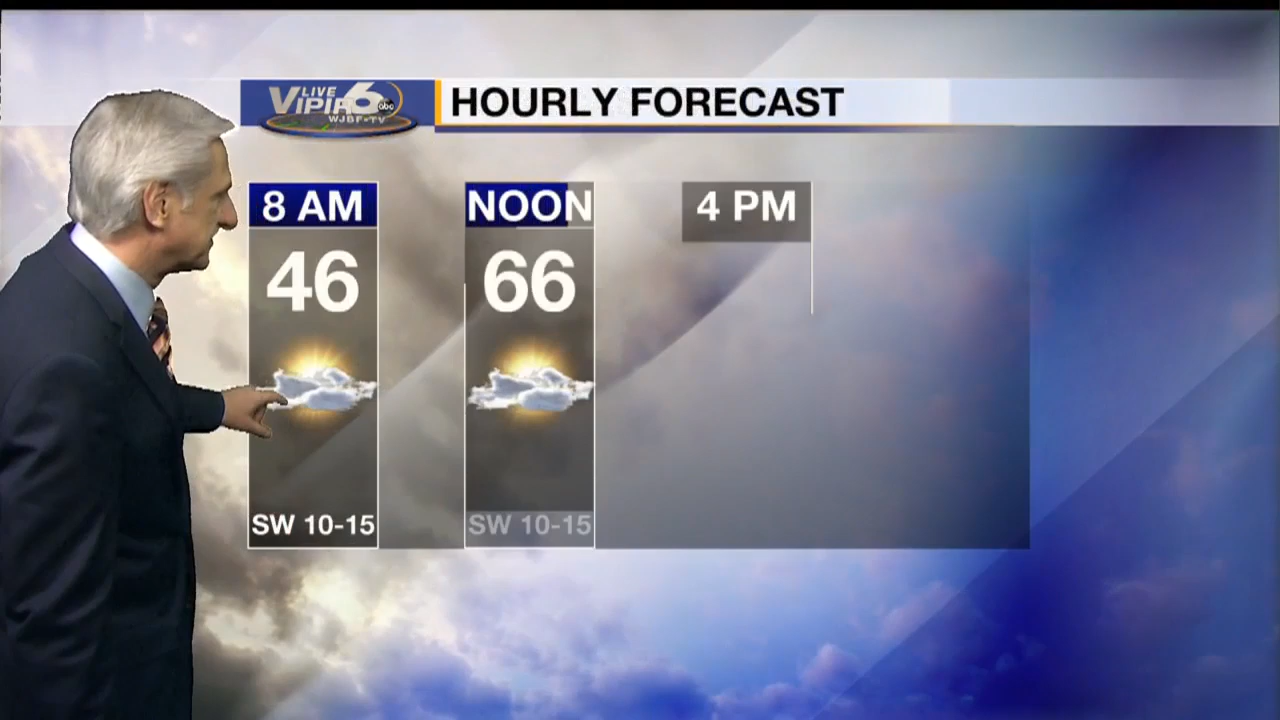 LIVE
VIPIR 6 abc
WJBF-TV
HOURLY FORECAST
8 AM
46
SW 10-15
NOON
66
SW 10-15
4 PM